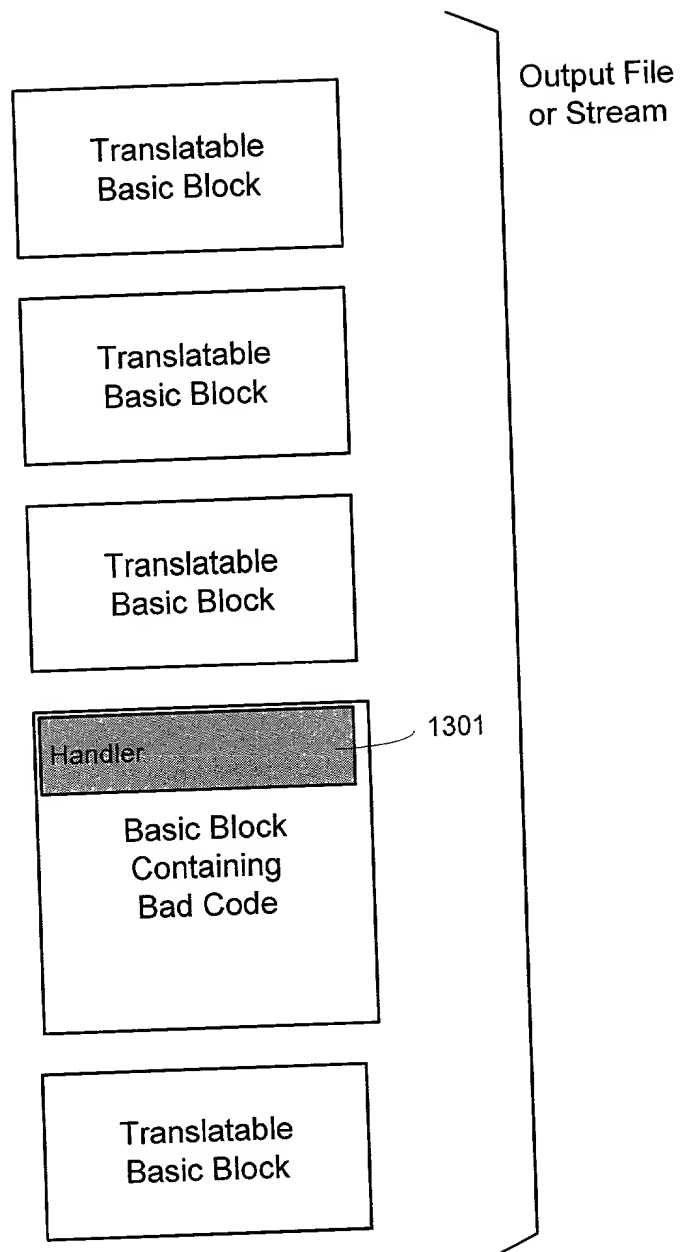 Output File
or Stream
Translatable
Basic Block
Translatable
Basic Block
Translatable
Basic Block
Handler
1301
Basic Block
Containing
Bad Code
Translatable
Basic Block